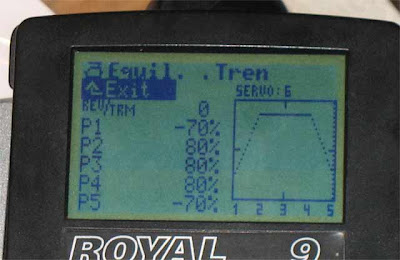 Equil. .Tren
Exit
SERVO: 6
REV/TRM 0
P1 -70%
P2 80%
P3 80%
P4 80%
P5 -70%
1 2 3 4 5
ROYAL 9